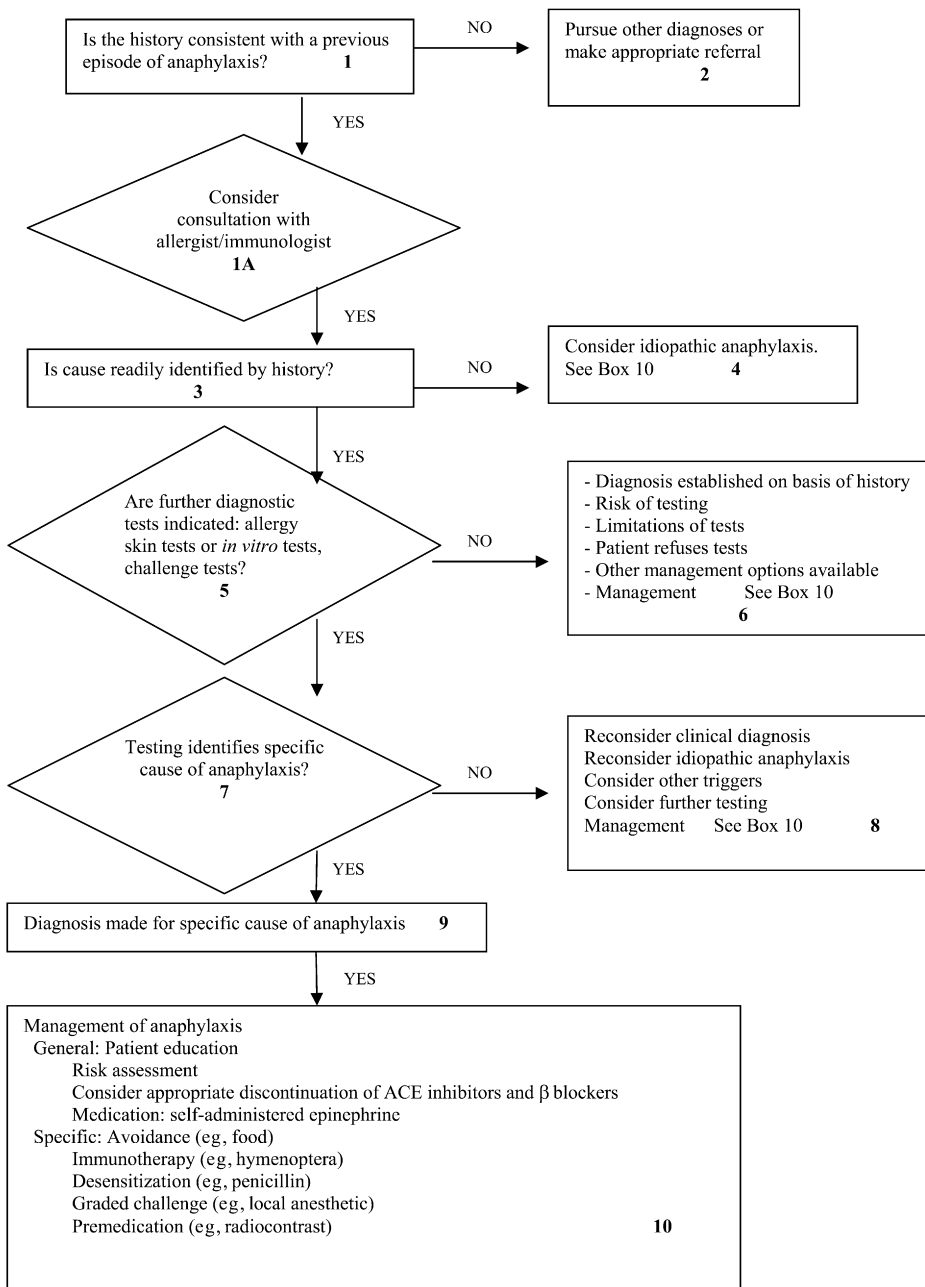 Is the history consistent with a previous
episode of anaphylaxis? 1
NO
Pursue other diagnoses or
make appropriate referral
2
YES
Consider
consultation with
allergist/immunologist
1A
YES
Is cause readily identified by history?
3
NO
Consider idiopathic anaphylaxis.
See Box 10 4
YES
Are further diagnostic
tests indicated: allergy
skin tests or in vitro tests,
challenge tests?
5
NO
- Diagnosis established on basis of history
- Risk of testing
- Limitations of tests
- Patient refuses tests
- Other management options available
- Management See Box 10
6
YES
Testing identifies specific
cause of anaphylaxis?
7
NO
Reconsider clinical diagnosis
Reconsider idiopathic anaphylaxis
Consider other triggers
Consider further testing
Management See Box 10 8
YES
Diagnosis made for specific cause of anaphylaxis 9
YES
Management of anaphylaxis
General: Patient education
Risk assessment
Consider appropriate discontinuation of ACE inhibitors and β blockers
Medication: self-administered epinephrine
Specific: Avoidance (eg, food)
Immunotherapy (eg, hymenoptera)
Desensitization (eg, penicillin)
Graded challenge (eg, local anesthetic)
Premedication (eg, radiocontrast) 10